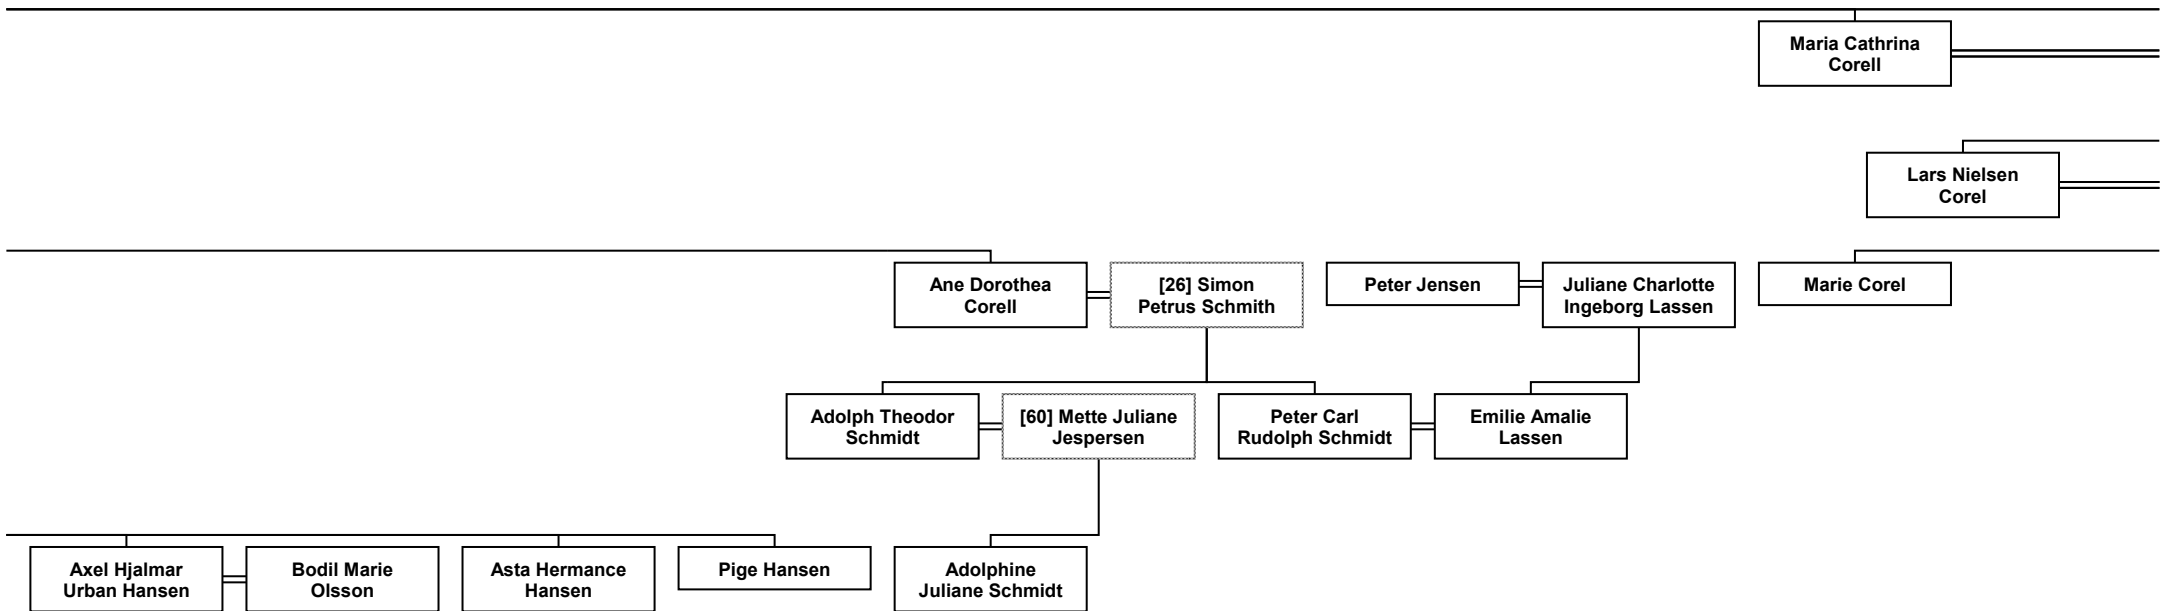 Maria Cathrina
Corell
Lars Nielsen
Corel
Ane Dorothea
Corell
[26] Simon
Petrus Schmith
Peter Jensen
Juliane Charlotte
Ingeborg Lassen
Marie Corel
Adolph Theodor
Schmidt
[60] Mette Juliane
Jespersen
Peter Carl
Rudolph Schmidt
Emilie Amalie
Lassen
Axel Hjalmar
Urban Hansen
Bodil Marie
Olsson
Asta Hermance
Hansen
Pige Hansen
Adolphine
Juliane Schmidt